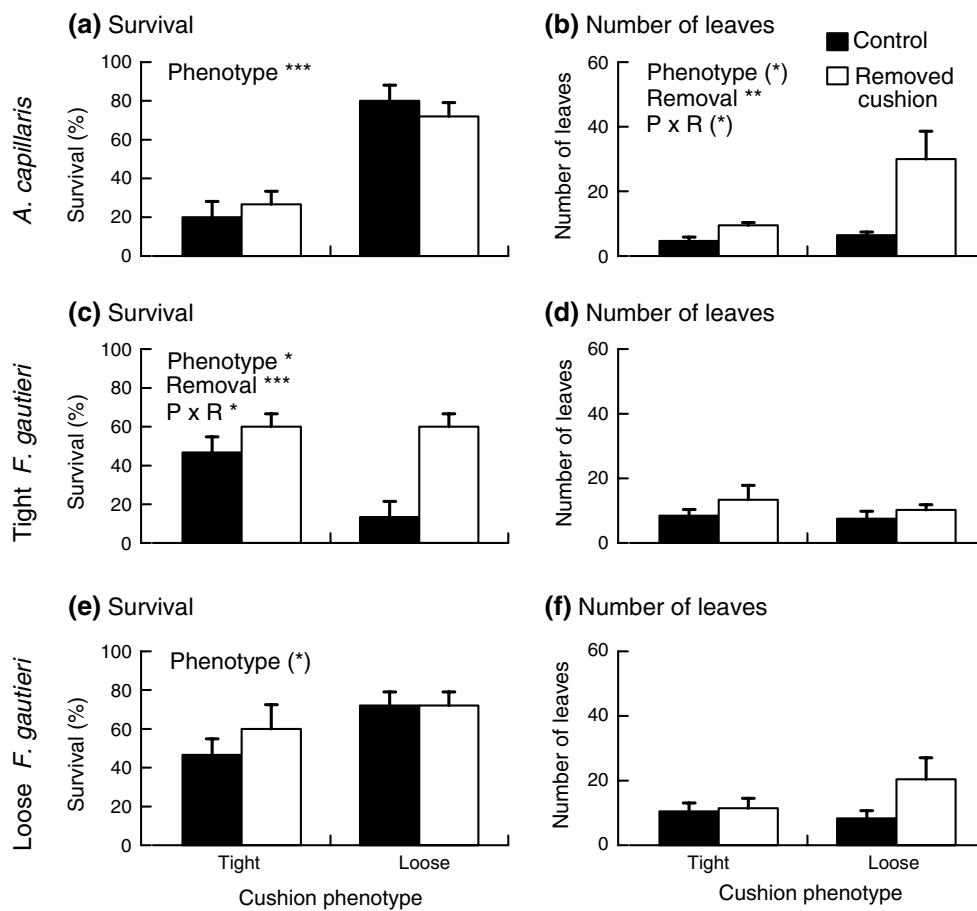 (a) Survival
Phenotype ***
100
80
60
40
20
0
Survival (%)
A. capillaris
(b) Number of leaves
Control
Removed
cushion
Phenotype (*)
Removal **
P x R (*)
60
40
20
0
Number of leaves
(c) Survival
Phenotype *
Removal ***
P x R *
100
80
60
40
20
0
Survival (%)
Tight F. gautieri
(d) Number of leaves
60
40
20
0
Number of leaves
(e) Survival
Phenotype (*)
100
80
60
40
20
0
Survival (%)
Loose F. gautieri
Tight
Loose
Cushion phenotype
(f) Number of leaves
60
40
20
0
Number of leaves
Tight
Loose
Cushion phenotype